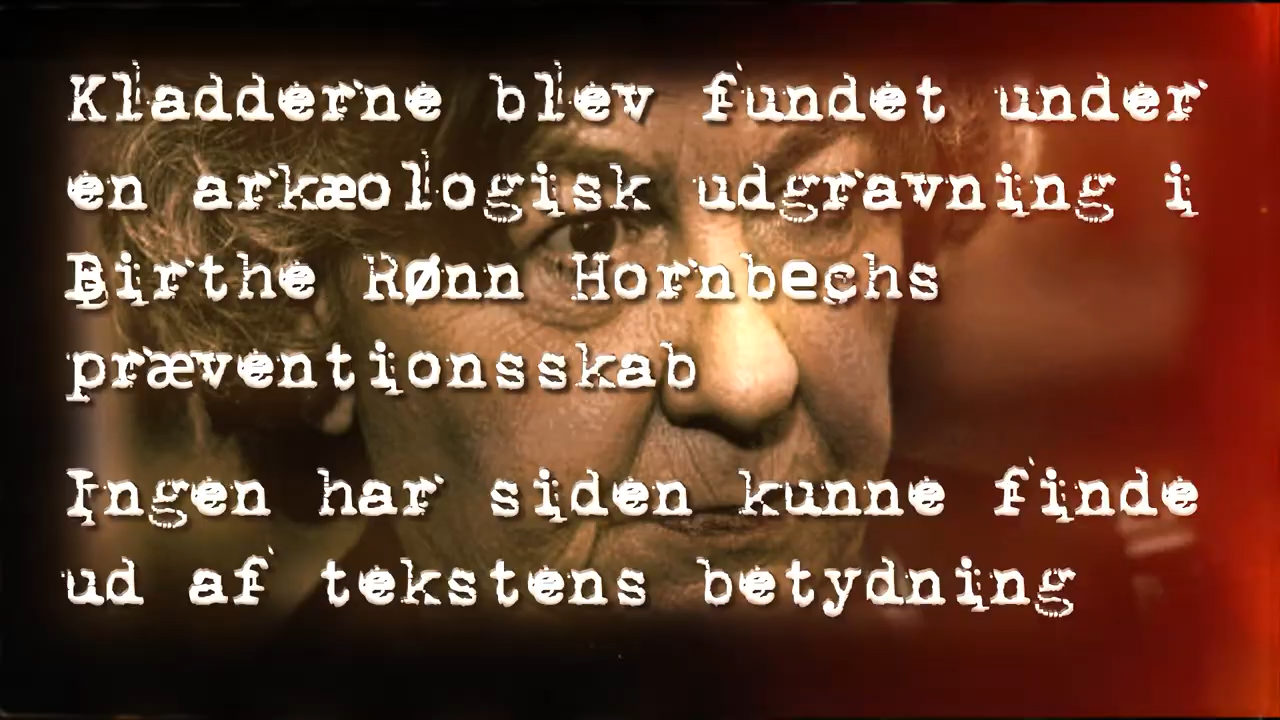 Kladderne blev fundet under
en arkæologisk udgravning i
Birthe Rønn Hornbechs
præventionsskab
Ingen har siden kunne finde
ud af tekstens betydning